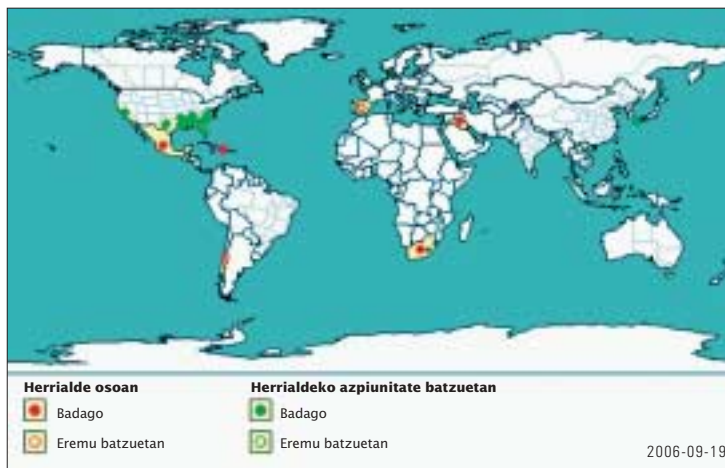 Herrialde osoan
Badago
Eremu batzuetan
Herrialdeko azpiunitate batzuetan
Badago
Eremu batzuetan
2006-09-19